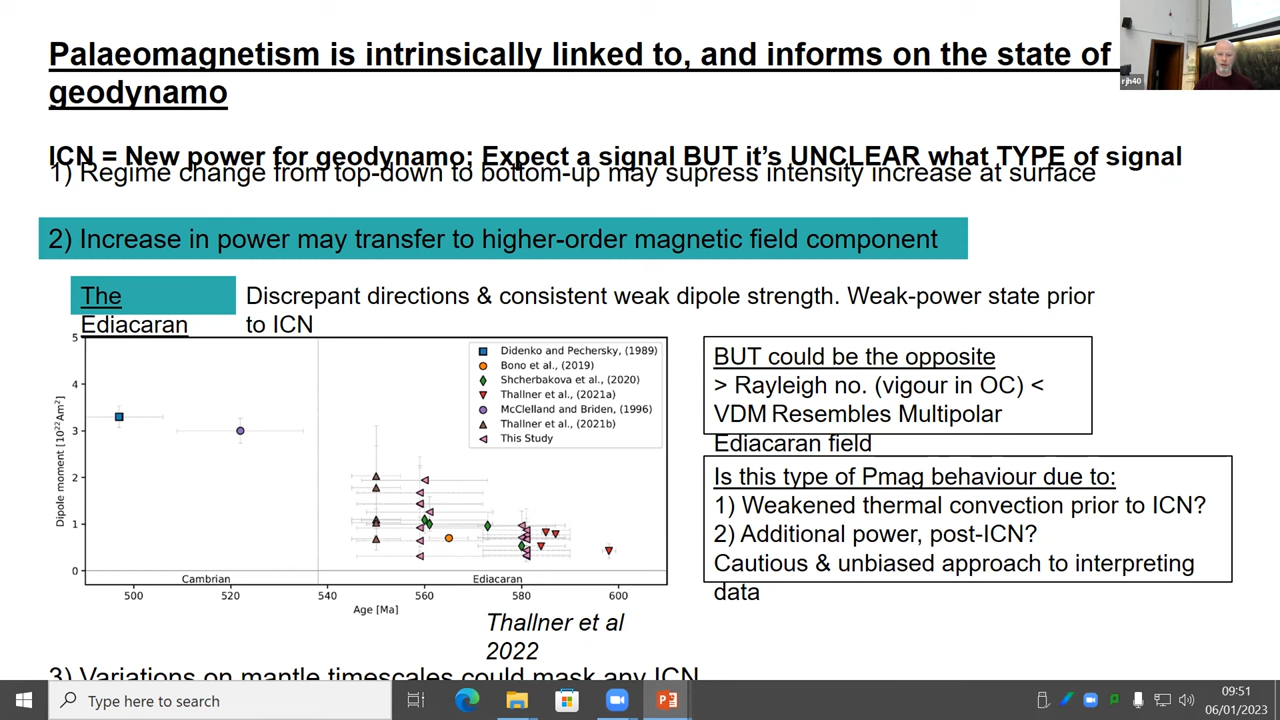 Palaeomagnetism is intrinsically linked to, and informs on the state of
geodynamo
rjh40
ICN = New power for geodynamo; Expect a signal BUT it's UNCLEAR what TYPE of signal
1) Regime change from top-down to bottom-up may supress intensity increase at surface
2) Increase in power may transfer to higher-order magnetic field component
The
Ediacaran
Discrepant directions & consistent weak dipole strength. Weak-power state prior
to ICN
5
4
3
2
1
0
Dipole moment [10²²Am²]
Didenko and Pechersky, (1989)
Bono et al., (2019)
Shcherbakova et al., (2020)
Thallner et al., (2021a)
McClelland and Briden, (1996)
Thallner et al., (2021b)
This Study
Cambrian
Ediacaran
500 520 540 560 580 600
Age [Ma]
Thallner et al
2022
BUT could be the opposite
> Rayleigh no. (vigour in OC) <
VDM Resembles Multipolar
Ediacaran field
Is this type of Pmag behaviour due to:
1) Weakened thermal convection prior to ICN?
2) Additional power, post-ICN?
Cautious & unbiased approach to interpreting
data
3) Variations on mantle timescales could mask any ICN
Type here to search
09:51
06/01/2023